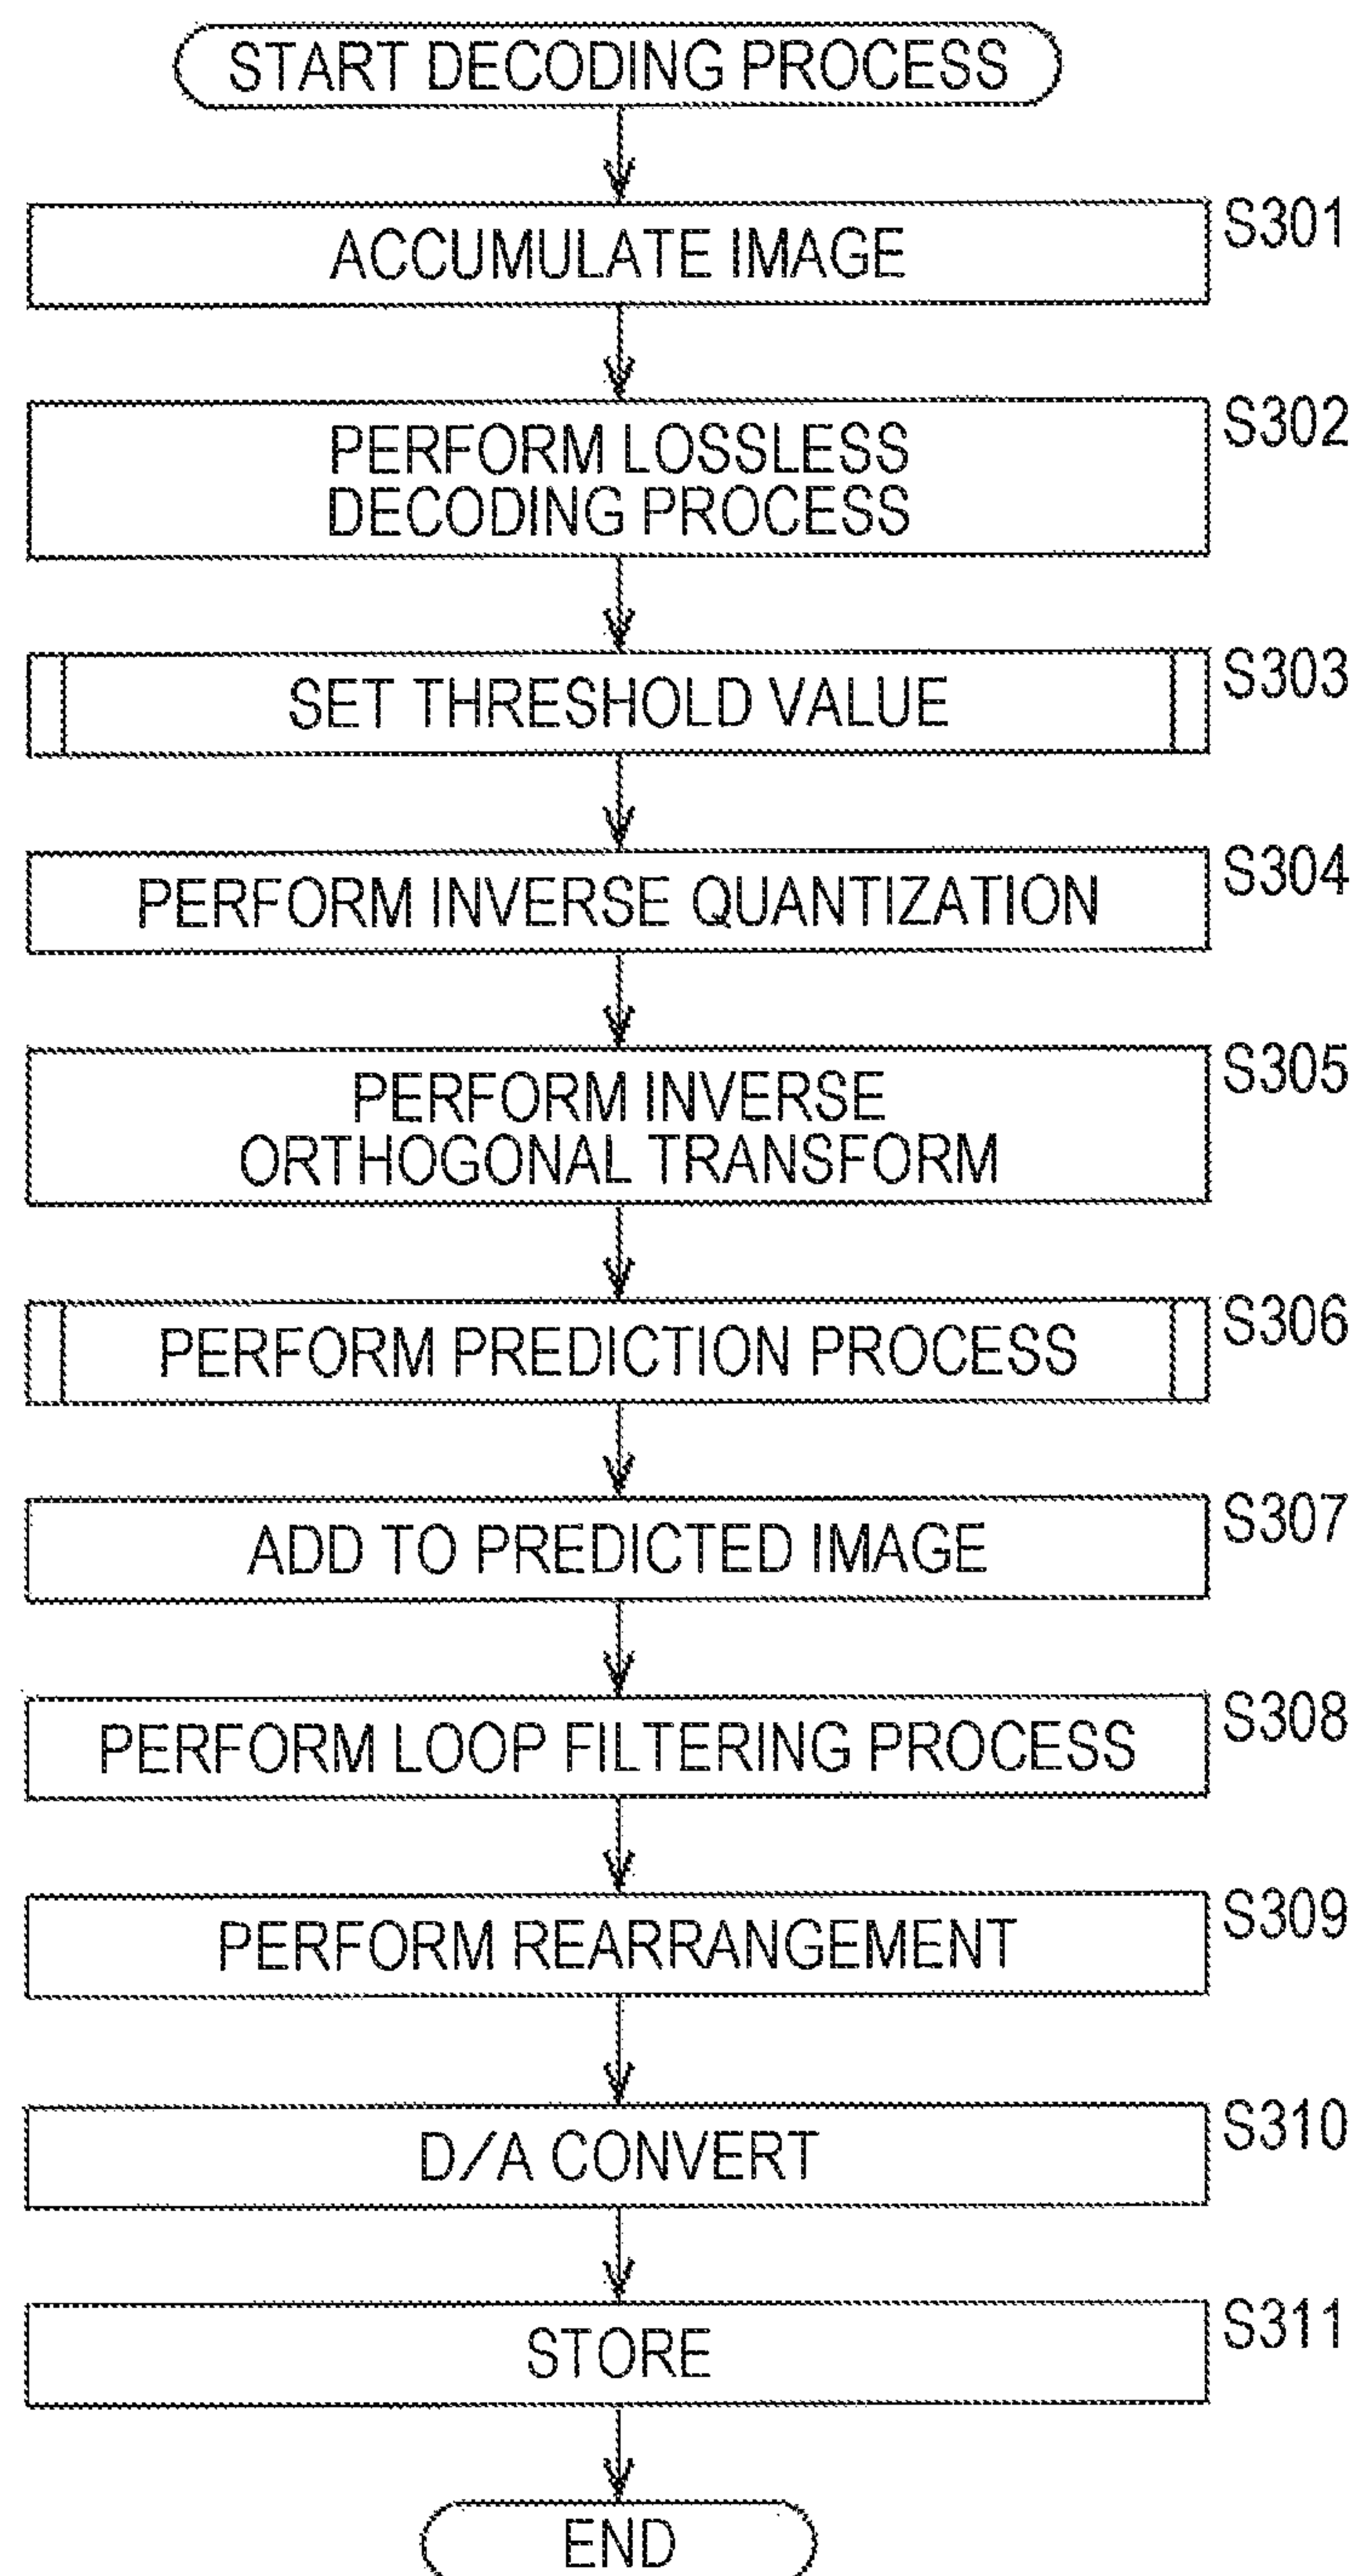 START DECODING PROCESS
ACCUMULATE IMAGE
S301
PERFORM LOSSLESS
DECODING PROCESS
S302
SET THRESHOLD VALUE
S303
PERFORM INVERSE QUANTIZATION
S304
PERFORM INVERSE
ORTHOGONAL TRANSFORM
S305
PERFORM PREDICTION PROCESS
S306
ADD TO PREDICTED IMAGE
S307
PERFORM LOOP FILTERING PROCESS
S308
PERFORM REARRANGEMENT
S309
D/A CONVERT
S310
STORE
S311
END